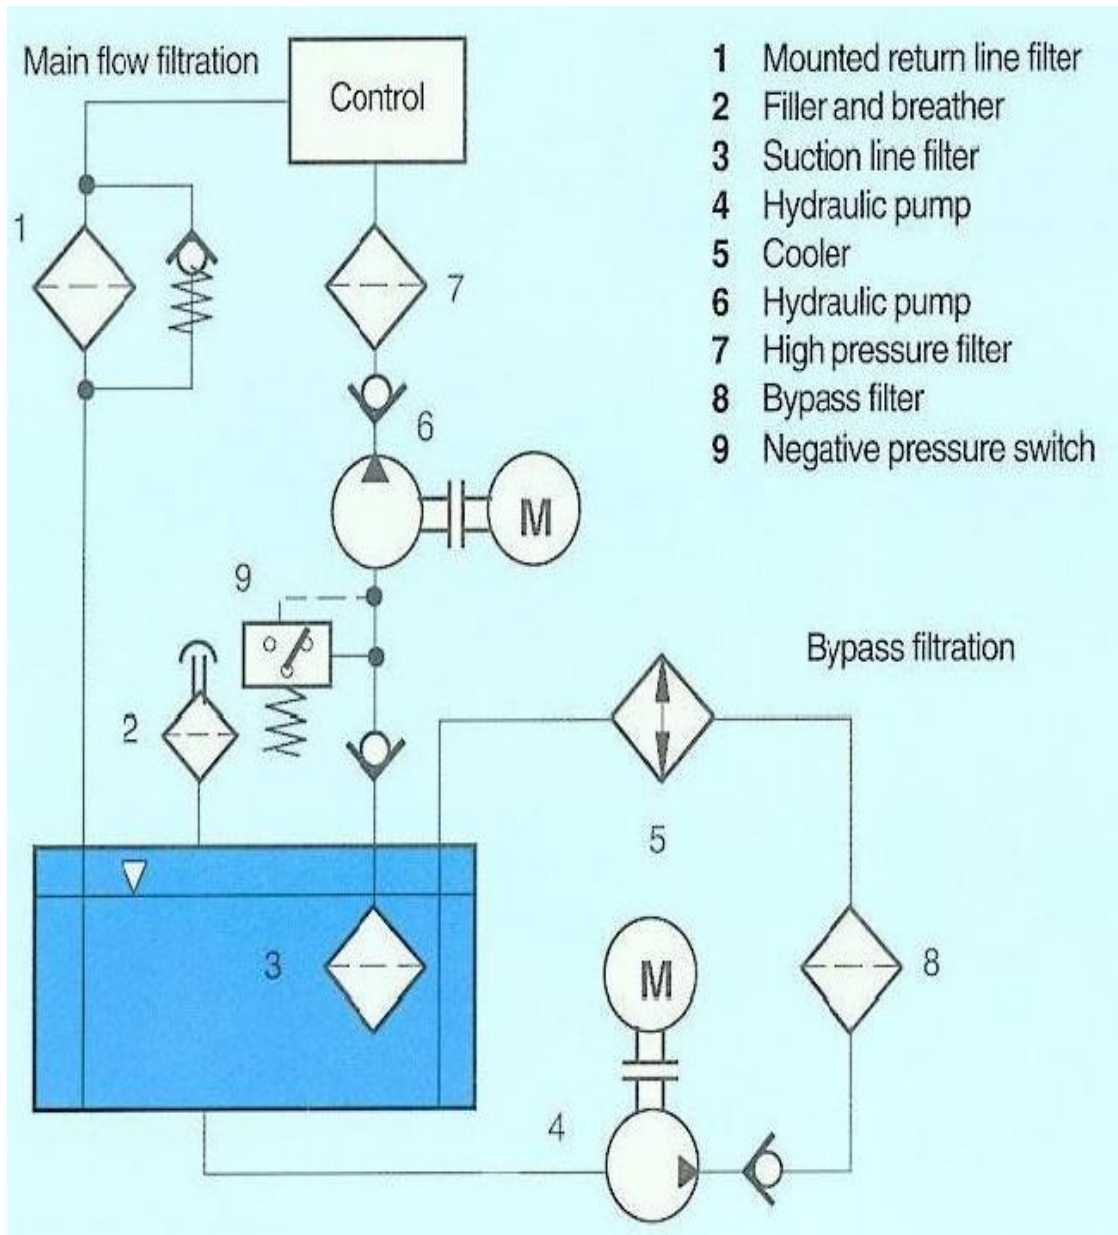 Main flow filtration
Control
1 Mounted return line filter
2 Filler and breather
3 Suction line filter
4 Hydraulic pump
5 Cooler
6 Hydraulic pump
7 High pressure filter
8 Bypass filter
9 Negative pressure switch
1
7
6
M
9
2
Bypass filtration
5
3
M
8
4